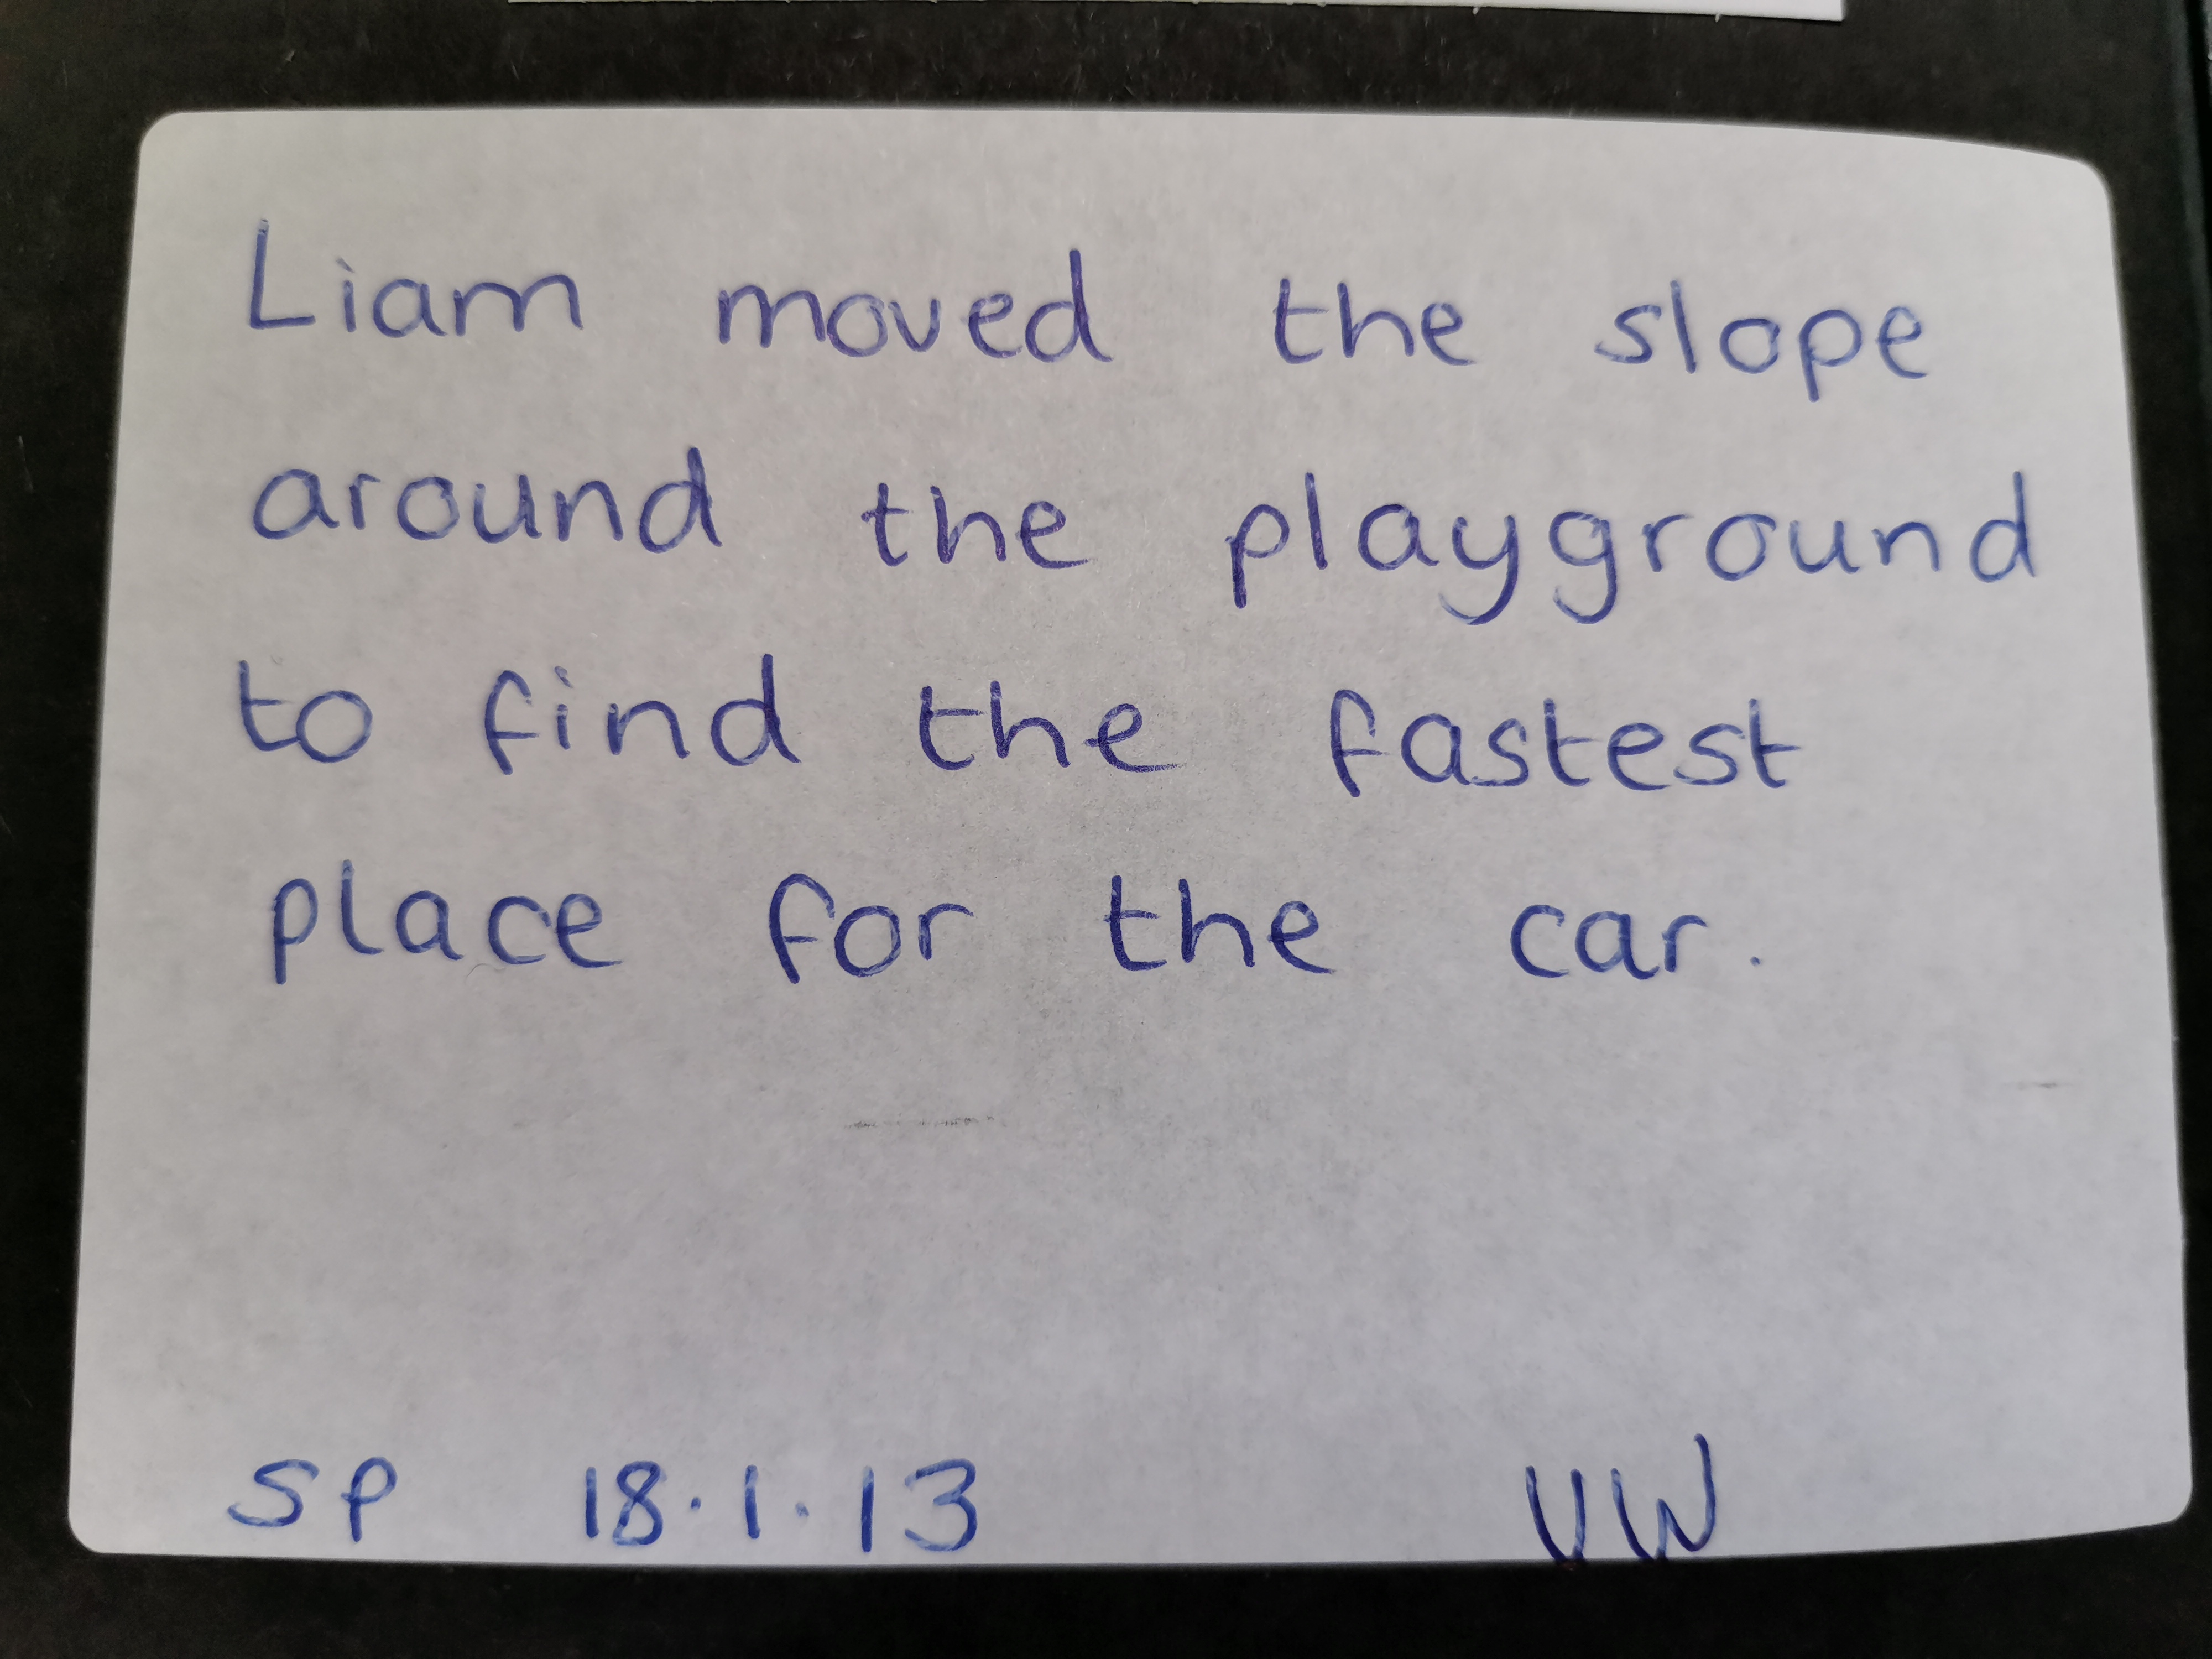 Liam moved the slope
around the playground
to find the fastest
place for the car.
SP 18.1.13 VW